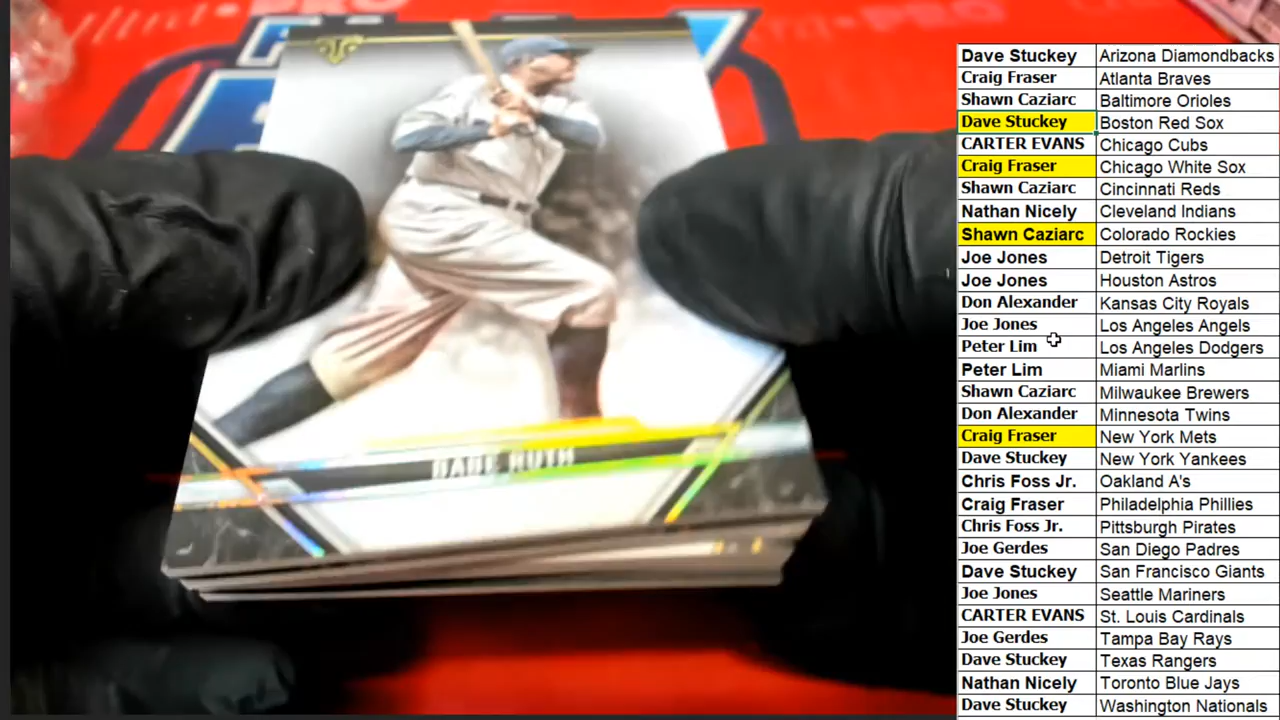 BABE RUTH
Dave Stuckey Arizona Diamondbacks
Craig Fraser Atlanta Braves
Shawn Caziarc Baltimore Orioles
Dave Stuckey Boston Red Sox
CARTER EVANS Chicago Cubs
Craig Fraser Chicago White Sox
Shawn Caziarc Cincinnati Reds
Nathan Nicely Cleveland Indians
Shawn Caziarc Colorado Rockies
Joe Jones Detroit Tigers
Joe Jones Houston Astros
Don Alexander Kansas City Royals
Joe Jones Los Angeles Angels
Peter Lim Los Angeles Dodgers
Peter Lim Miami Marlins
Shawn Caziarc Milwaukee Brewers
Don Alexander Minnesota Twins
Craig Fraser New York Mets
Dave Stuckey New York Yankees
Chris Foss Jr. Oakland A's
Craig Fraser Philadelphia Phillies
Chris Foss Jr. Pittsburgh Pirates
Joe Gerdes San Diego Padres
Dave Stuckey San Francisco Giants
Joe Jones Seattle Mariners
CARTER EVANS St. Louis Cardinals
Joe Gerdes Tampa Bay Rays
Dave Stuckey Texas Rangers
Nathan Nicely Toronto Blue Jays
Dave Stuckey Washington Nationals